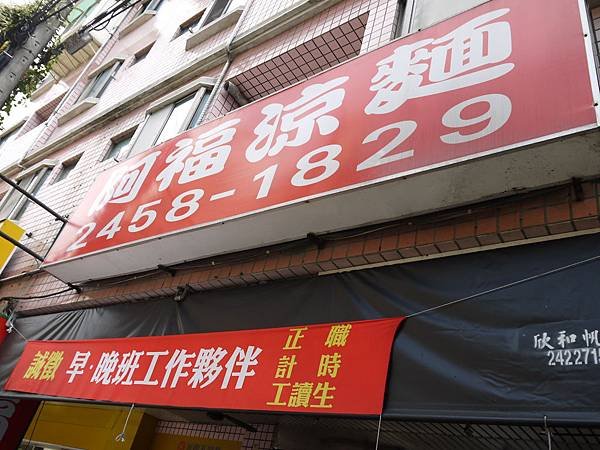 阿福涼麵
2458-1829
誠徵 早·晚班工作夥伴
正職
計時
工讀生
欣和帆
2422715